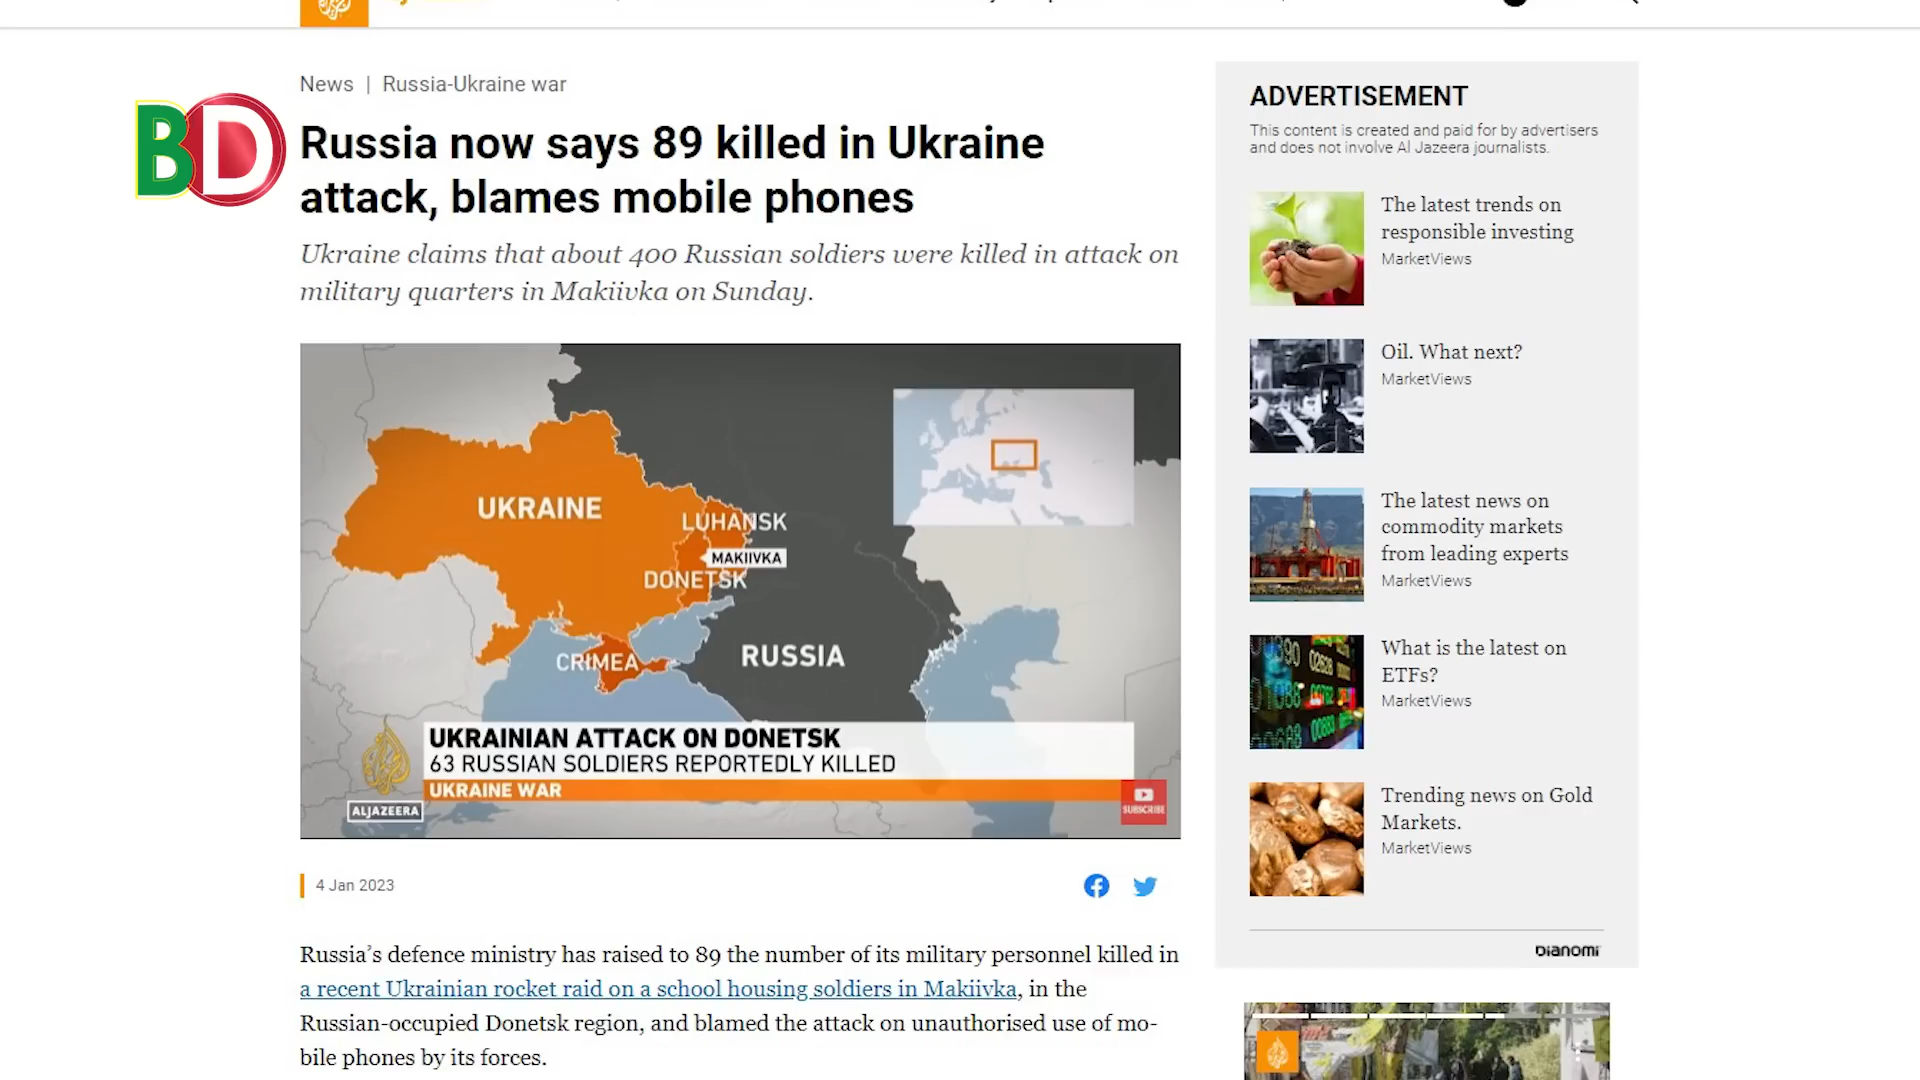 News | Russia-Ukraine war
BD
Russia now says 89 killed in Ukraine
attack, blames mobile phones
Ukraine claims that about 400 Russian soldiers were killed in attack on
military quarters in Makiivka on Sunday.
UKRAINE
LUHANSK
MAKIIVKA
DONETSK
CRIMEA
RUSSIA
UKRAINIAN ATTACK ON DONETSK
63 RUSSIAN SOLDIERS REPORTEDLY KILLED
UKRAINE WAR
ALJAZEERA
SUBSCRIBE
4 Jan 2023
Russia’s defence ministry has raised to 89 the number of its military personnel killed in
a recent Ukrainian rocket raid on a school housing soldiers in Makiivka, in the
Russian-occupied Donetsk region, and blamed the attack on unauthorised use of mo-
bile phones by its forces.
ADVERTISEMENT
This content is created and paid for by advertisers
and does not involve Al Jazeera journalists.
The latest trends on
responsible investing
MarketViews
Oil. What next?
MarketViews
The latest news on
commodity markets
from leading experts
MarketViews
What is the latest on
ETFs?
MarketViews
Trending news on Gold
Markets.
MarketViews
Dianomi